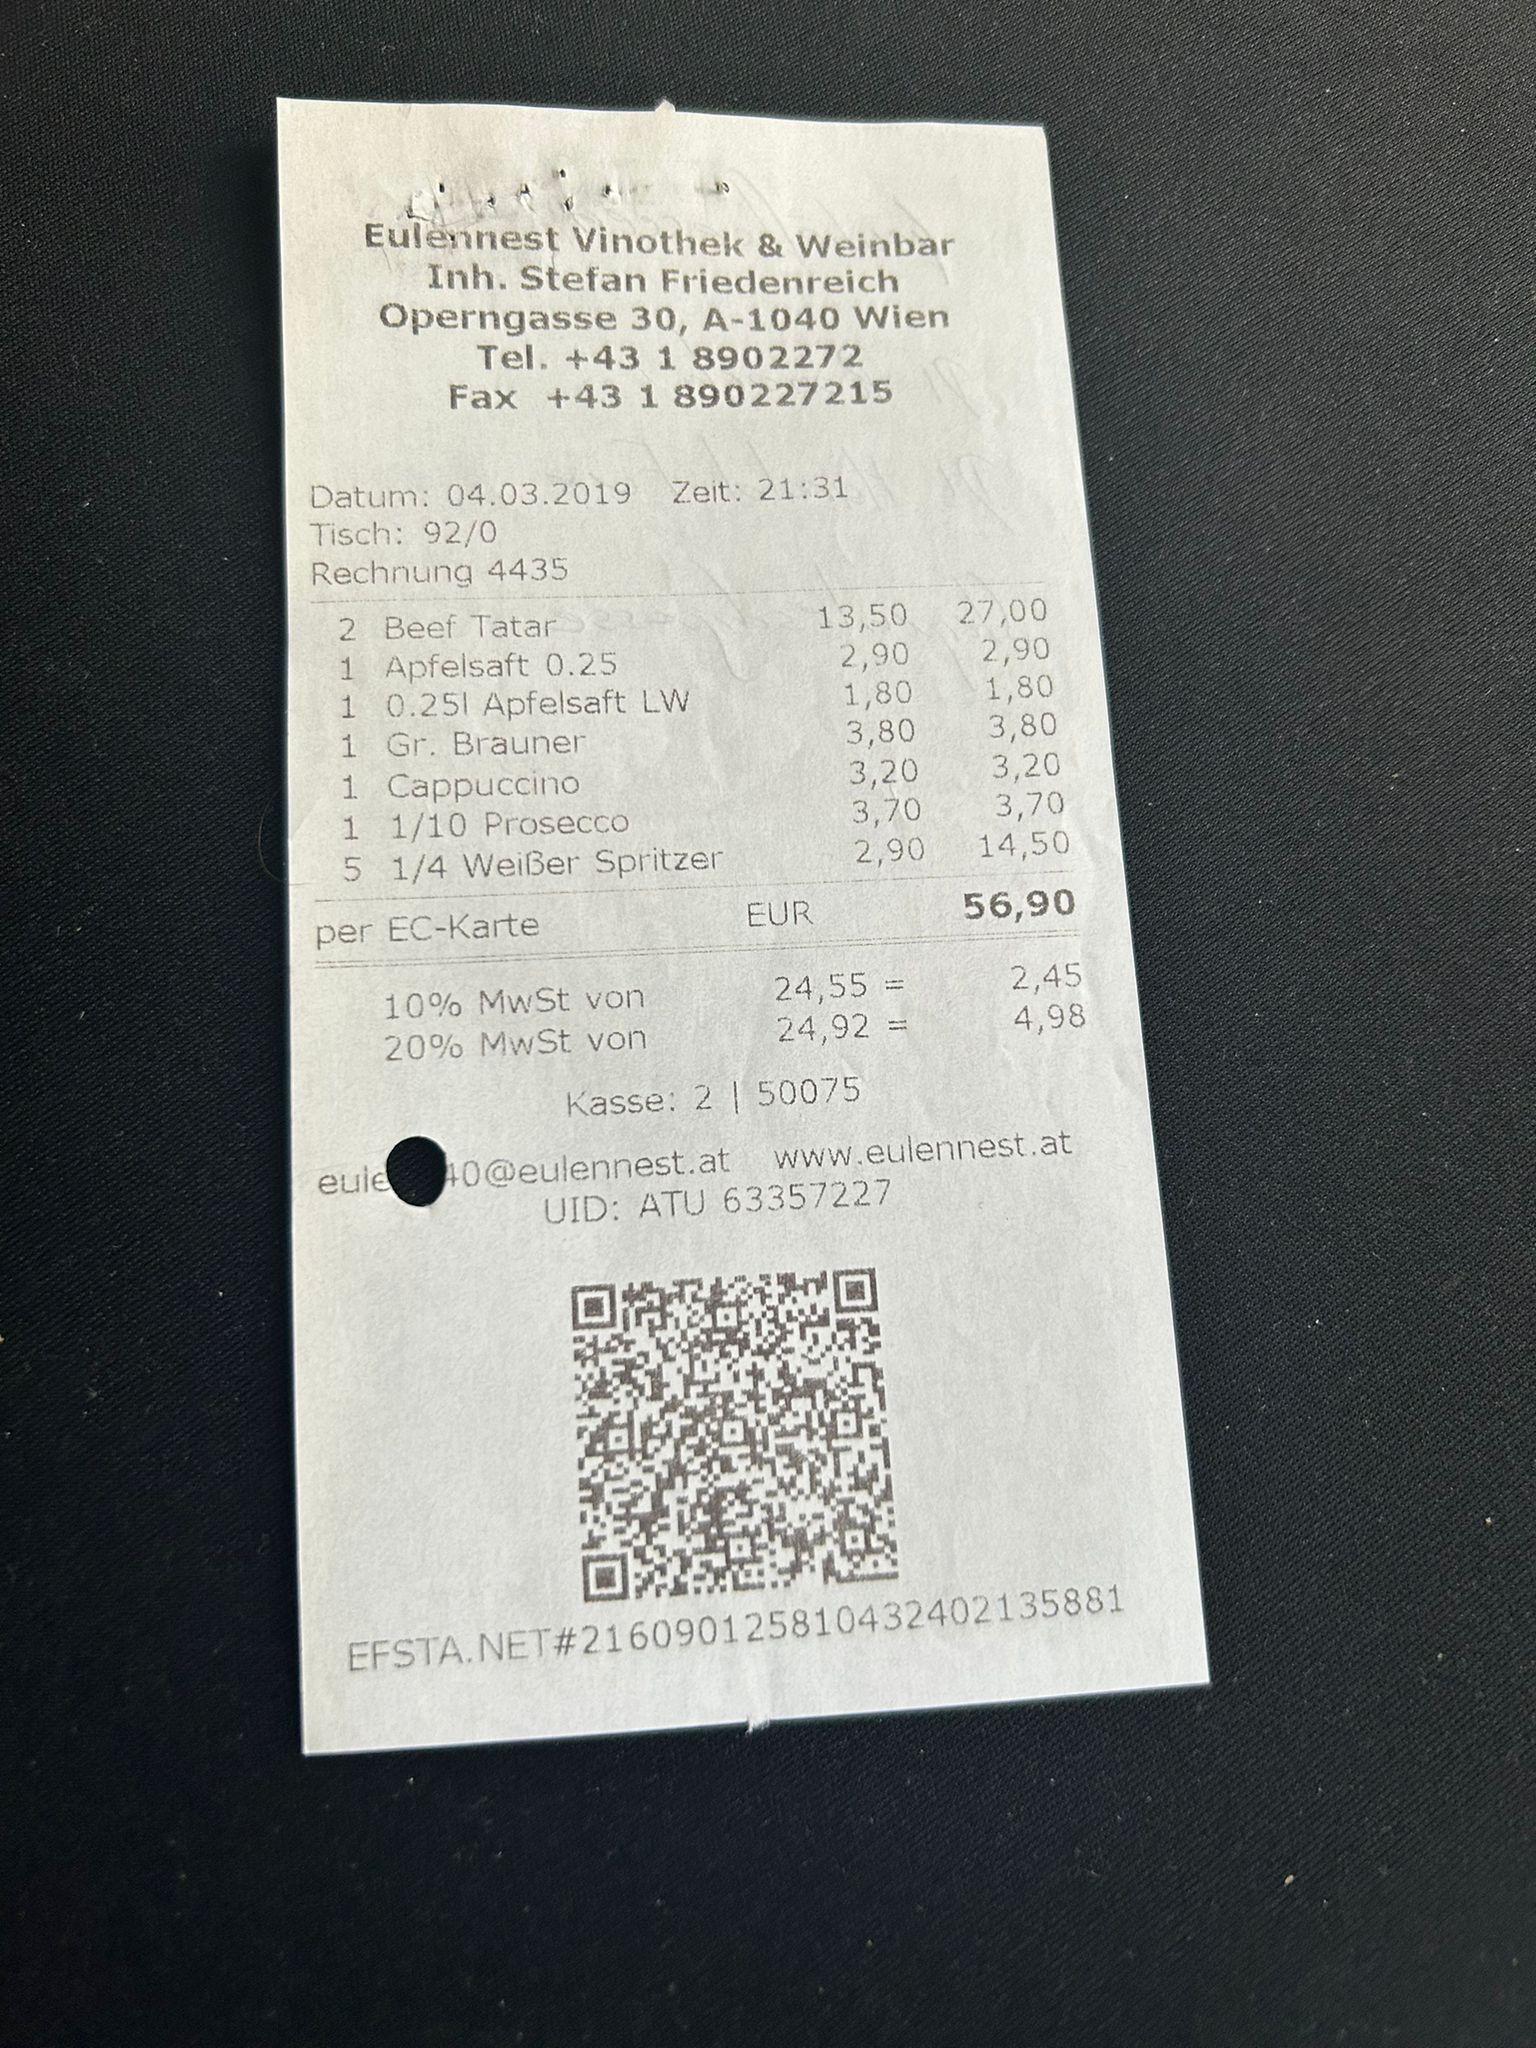 Eulennest Vinothek & Weinbar
Inh. Stefan Friedenreich
Operngasse 30, A-1040 Wien
Tel. +43 1 8902272
Fax +43 1 890227215
Datum: 04.03.2019 Zeit: 21:31
Tisch: 92/0
Rechnung 4435
2 Beef Tatar 13,50 27,00
1 Apfelsaft 0.25 2,90 2,90
1 0.25l Apfelsaft LW 1,80 1,80
1 Gr. Brauner 3,80 3,80
1 Cappuccino 3,20 3,20
1 1/10 Prosecco 3,70 3,70
5 1/4 Weißer Spritzer 2,90 14,50
per EC-Karte EUR 56,90
10% MwSt von 24,55 = 2,45
20% MwSt von 24,92 = 4,98
Kasse: 2 | 50075
www.eulennest.at
UID: ATU 63357227
EFSTA.NET#216090125810432402135881